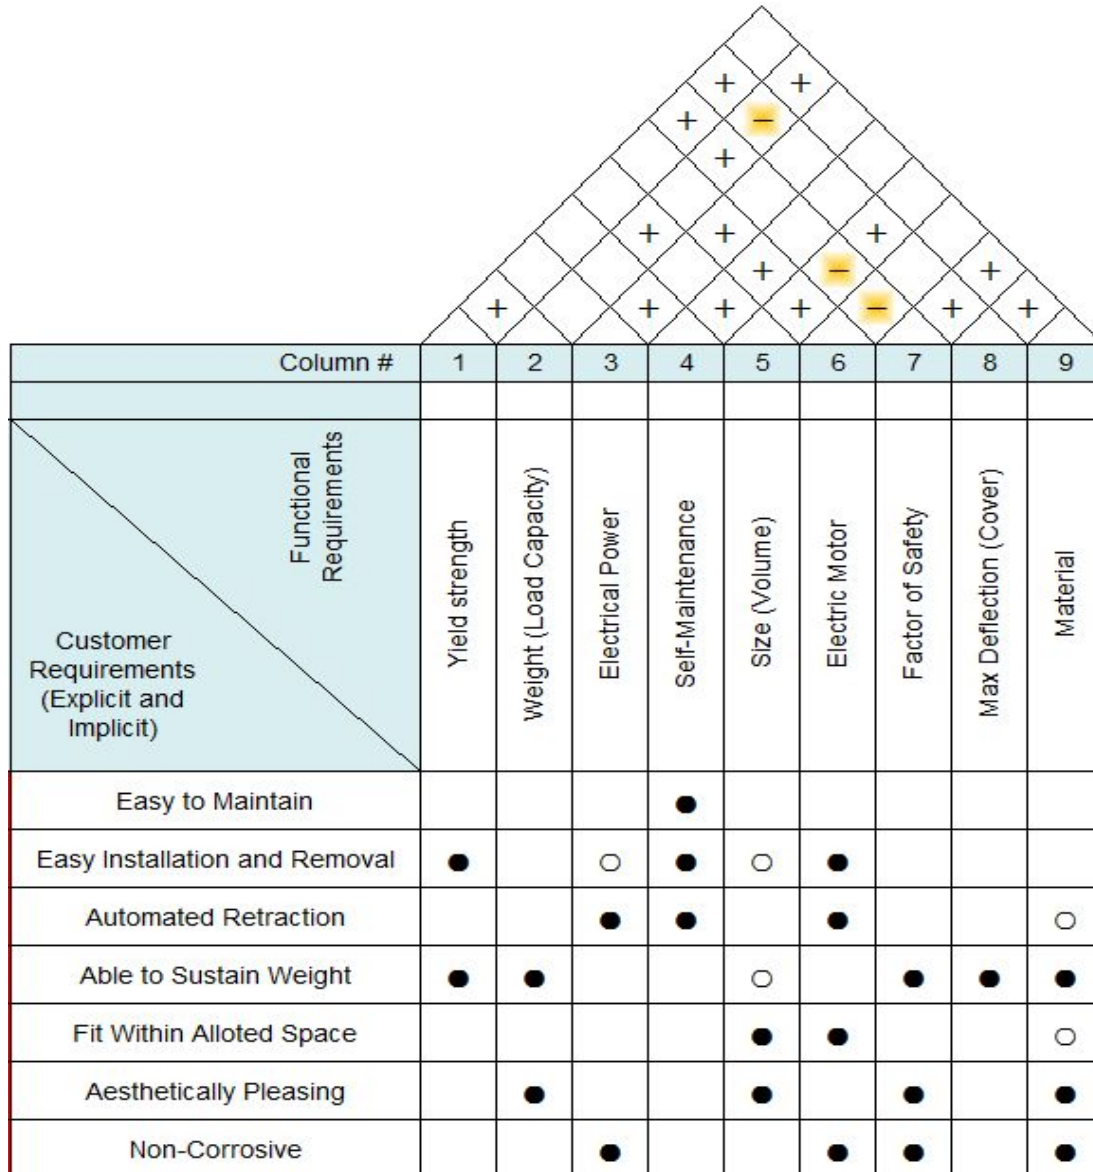 + +
+ −
+
+ + +
+ − +
+ + + + − + +
Column # 1 2 3 4 5 6 7 8 9
Functional
Requirements
Customer
Requirements
(Explicit and
Implicit)
Yield strength
Weight (Load Capacity)
Electrical Power
Self-Maintenance
Size (Volume)
Electric Motor
Factor of Safety
Max Deflection (Cover)
Material
Easy to Maintain ●
Easy Installation and Removal ● ○ ● ○ ●
Automated Retraction ● ● ● ○
Able to Sustain Weight ● ● ○ ● ● ●
Fit Within Alloted Space ● ● ○
Aesthetically Pleasing ● ● ● ●
Non-Corrosive ● ● ● ●